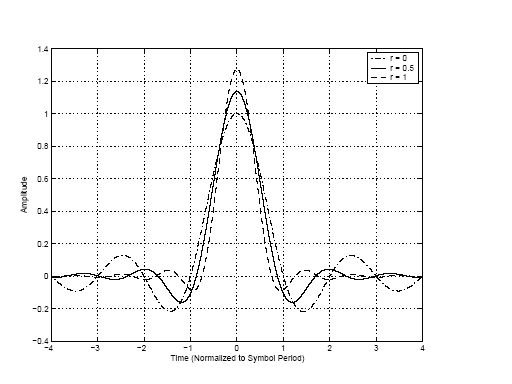 1.4
r = 0
r = 0.5
r = 1
1.2
1
0.8
0.6
0.4
0.2
0
−0.2
−0.4
Amplitude
−4 −3 −2 −1 0 1 2 3 4
Time (Normalized to Symbol Period)